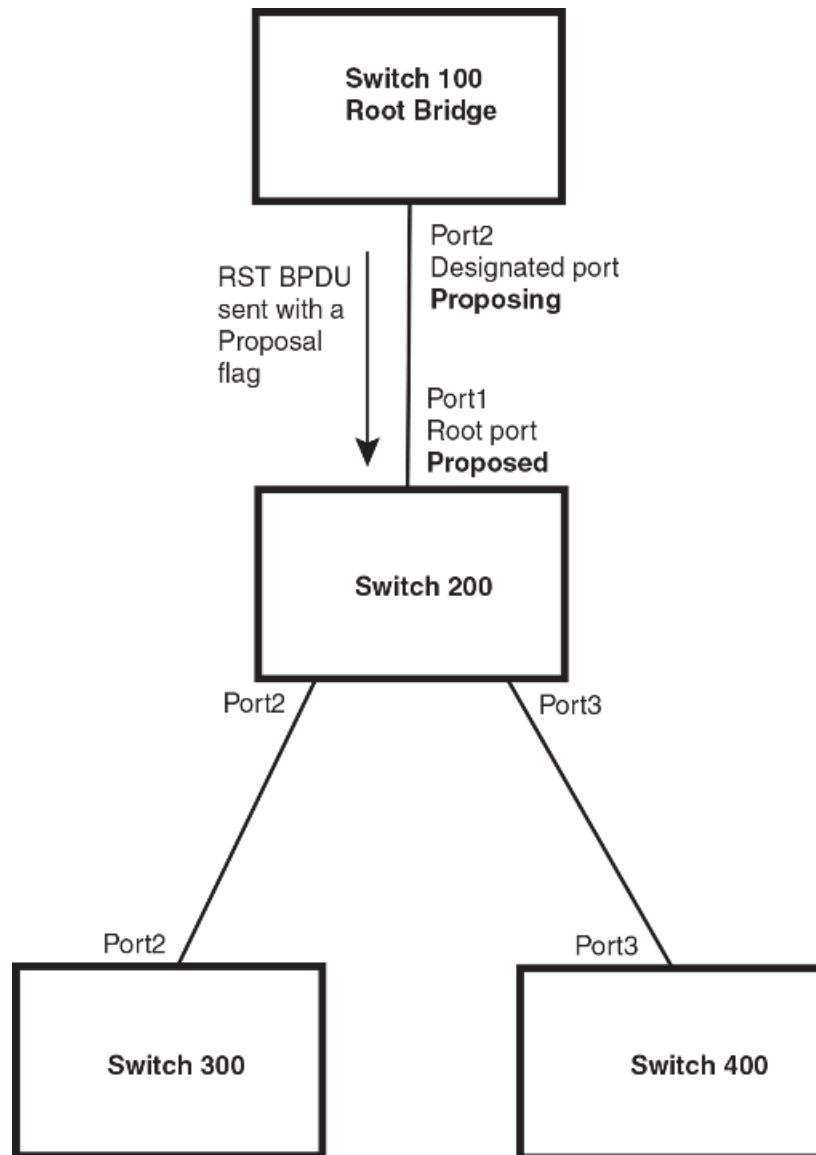 Switch 100
Root Bridge
Port2
Designated port
Proposing
RST BPDU
sent with a
Proposal
flag
Port1
Root port
Proposed
Switch 200
Port2
Port3
Port2
Port3
Switch 300
Switch 400